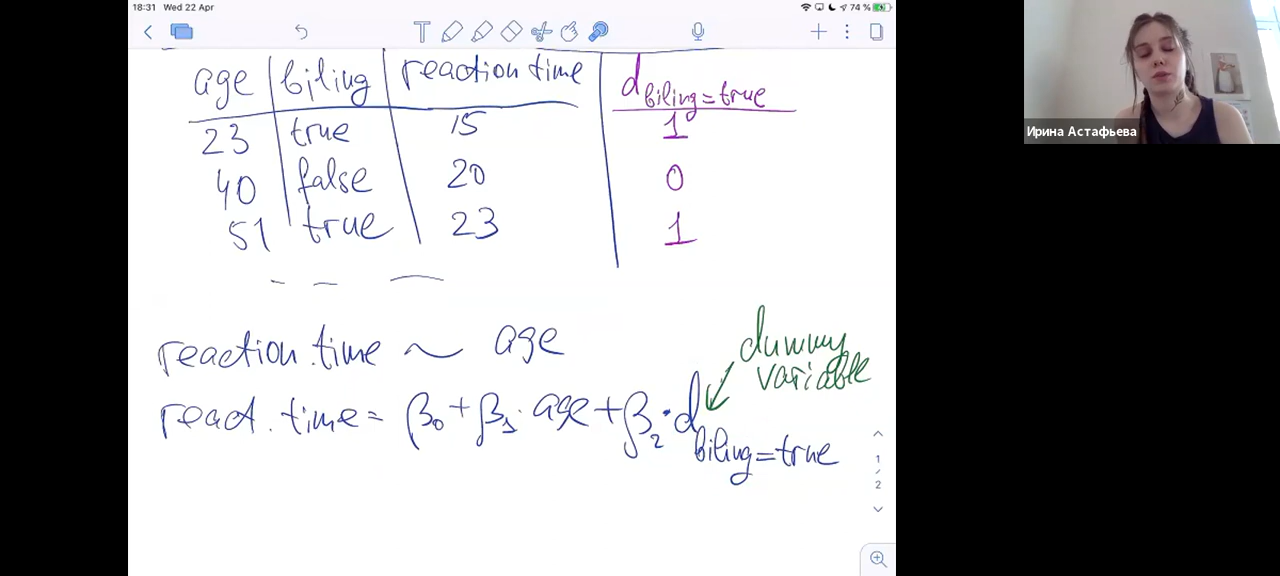 18:31 Wed 22 Apr
74 %
age biling reaction time d biling=true
23 true 15 1
40 false 20 0
51 true 23 1
reaction.time ~ age
dummy
variable
react.time = β₀ + β₁· age + β₂ · d biling=true
1
/
2
Ирина Астафьева